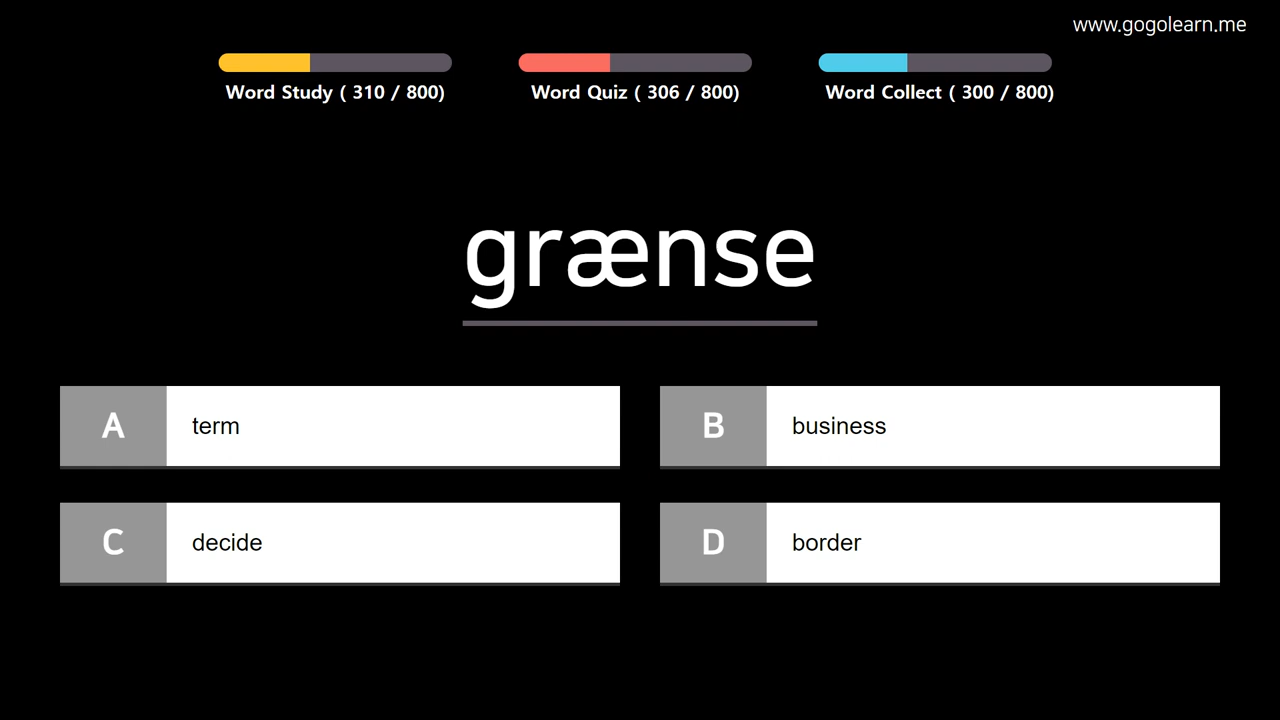 www.gogolearn.me
Word Study ( 310 / 800)
Word Quiz ( 306 / 800)
Word Collect ( 300 / 800)
grænse
A term
B business
C decide
D border